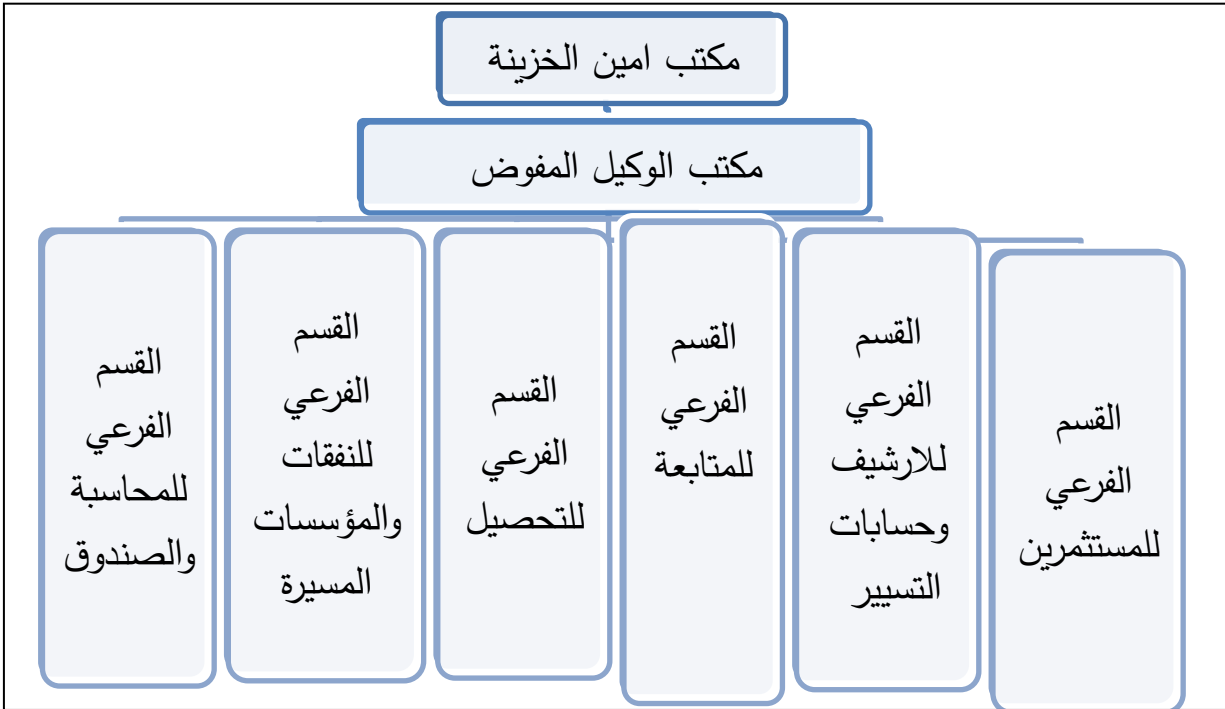 مكتب امين الخزينة
مكتب الوكيل المفوض
القسم
الفرعي
للمستثمرين
القسم
الفرعي
للارشيف
وحسابات
التسيير
القسم
الفرعي
للمتابعة
القسم
الفرعي
للتحصيل
القسم
الفرعي
للنفقات
والمؤسسات
المسيرة
القسم
الفرعي
للمحاسبة
والصندوق